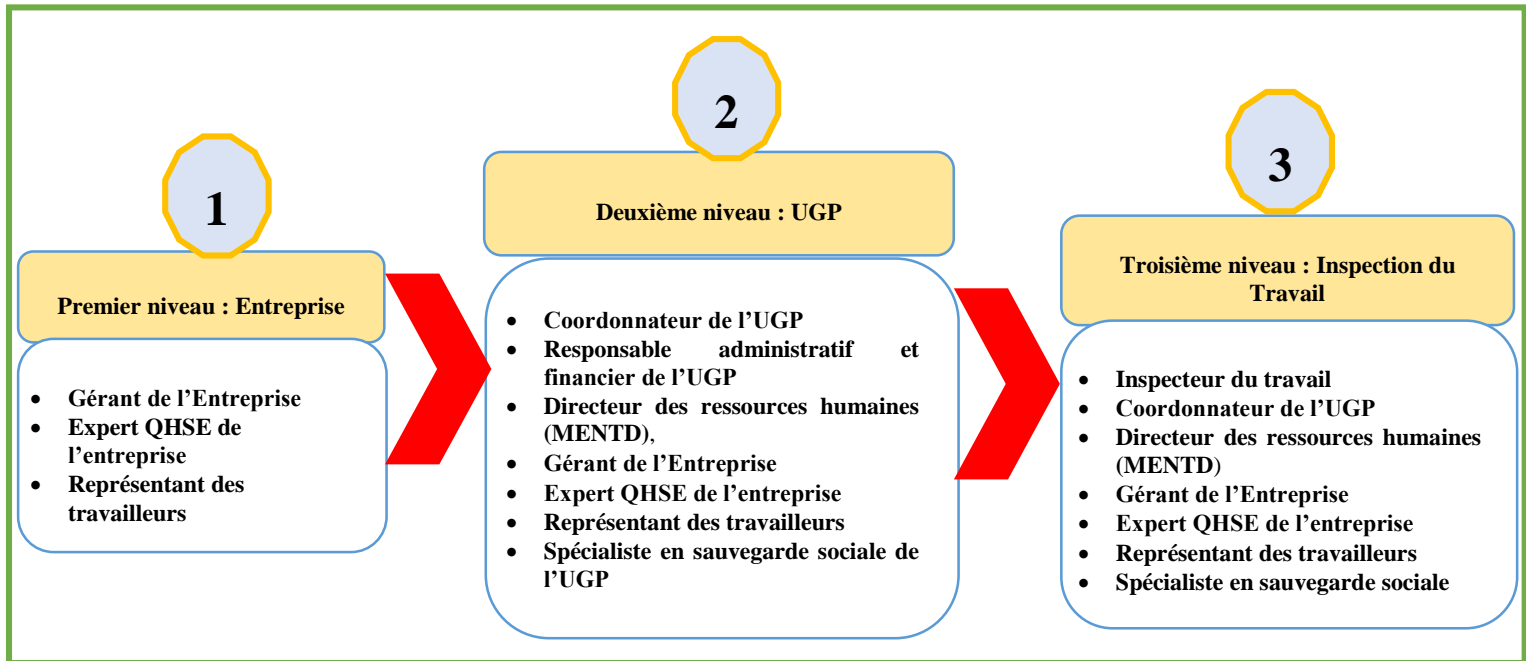 1
Premier niveau : Entreprise
• Gérant de l’Entreprise
• Expert QHSE de
l’entreprise
• Représentant des
travailleurs
2
Deuxième niveau : UGP
• Coordonnateur de l’UGP
• Responsable administratif et
financier de l’UGP
• Directeur des ressources humaines
(MENTD),
• Gérant de l’Entreprise
• Expert QHSE de l’entreprise
• Représentant des travailleurs
• Spécialiste en sauvegarde sociale de
l’UGP
3
Troisième niveau : Inspection du
Travail
• Inspecteur du travail
• Coordonnateur de l’UGP
• Directeur des ressources humaines
(MENTD)
• Gérant de l’Entreprise
• Expert QHSE de l’entreprise
• Représentant des travailleurs
• Spécialiste en sauvegarde sociale